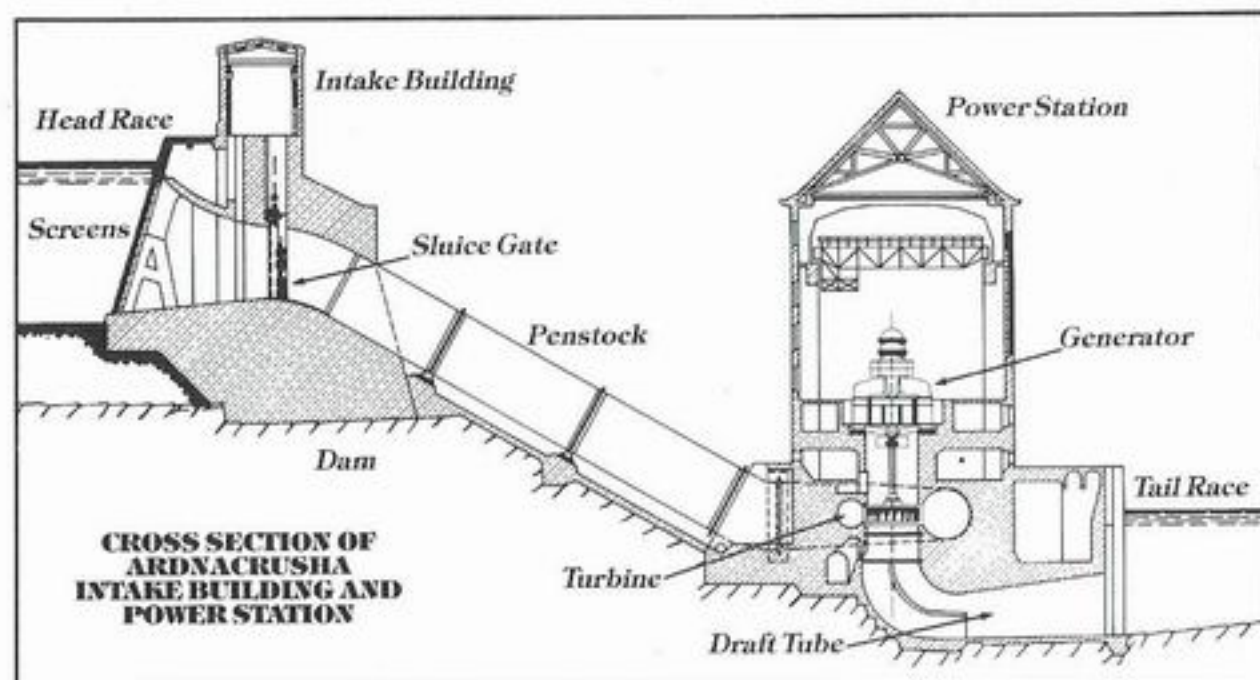 Intake Building
Head Race
Power Station
Screens
Sluice Gate
Penstock
Generator
Dam
Tail Race
CROSS SECTION OF
ARDNACRUSHA
INTAKE BUILDING AND
POWER STATION
Turbine
Draft Tube